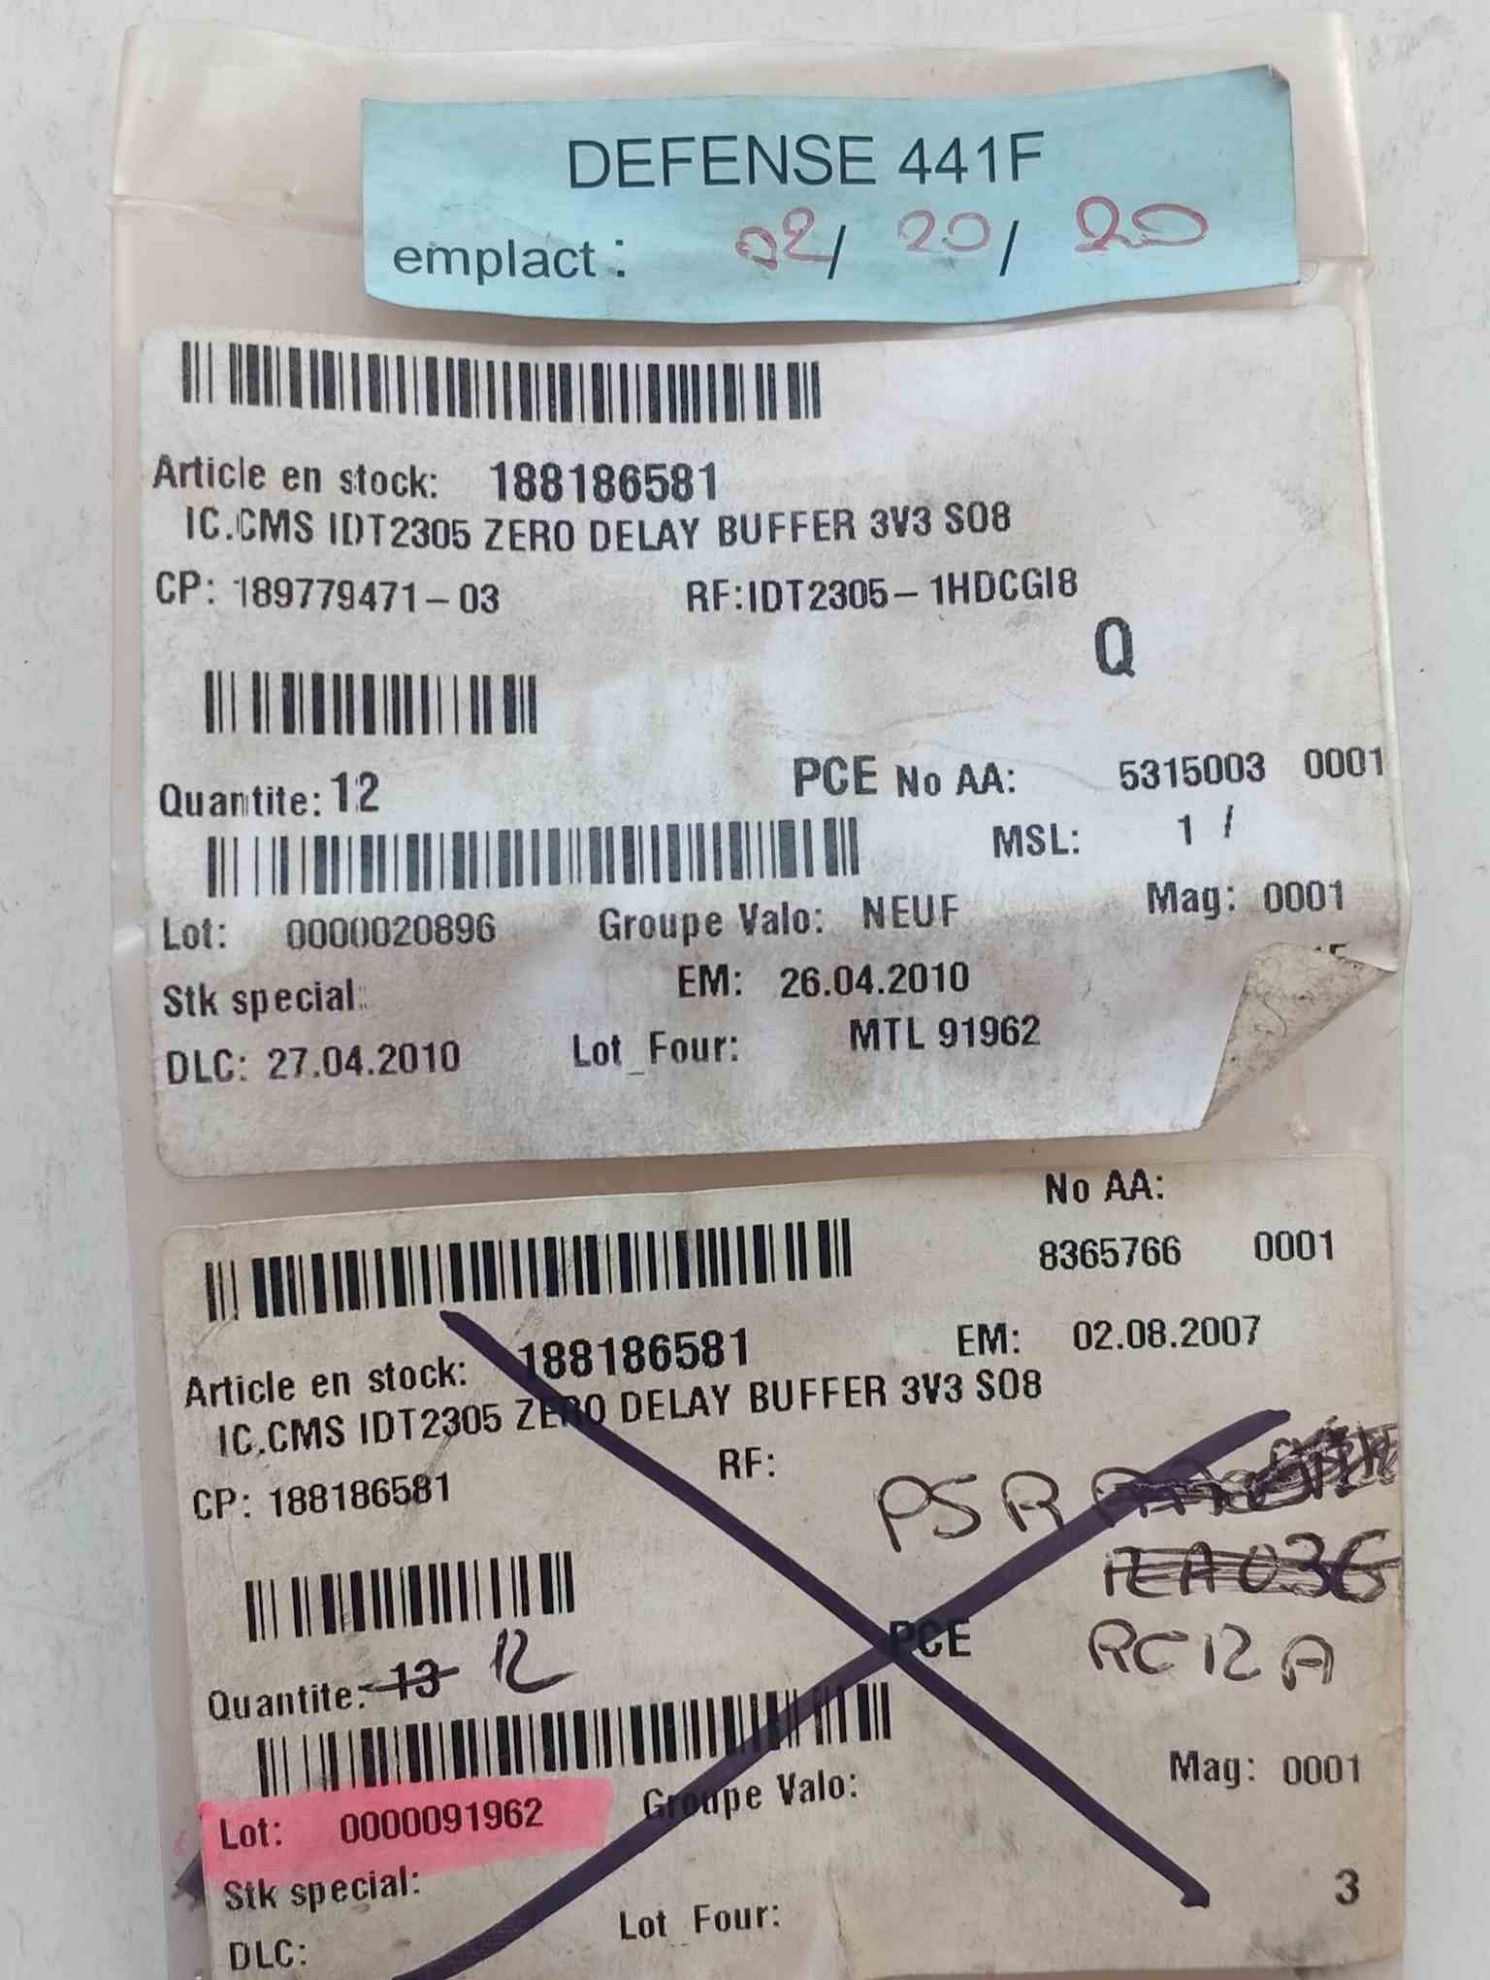 DEFENSE 441F
emplact : 02/ 20/ 20
Article en stock: 188186581
IC.CMS IDT2305 ZERO DELAY BUFFER 3V3 SO8
CP: 189779471-03 RF:IDT2305-1HDCGI8
Q
Quantite: 12 PCE No AA: 5315003 0001
MSL: 1 /
Lot: 0000020896 Groupe Valo: NEUF Mag: 0001
Stk special: EM: 26.04.2010
DLC: 27.04.2010 Lot_Four: MTL 91962
No AA:
8365766 0001
Article en stock: 188186581 EM: 02.08.2007
IC.CMS IDT2305 ZERO DELAY BUFFER 3V3 SO8
CP: 188186581 RF:
PSR
PCE RC12A
Quantite: 13 12
Lot: 0000091962 Groupe Valo: Mag: 0001
Stk special: 3
DLC: Lot_Four: